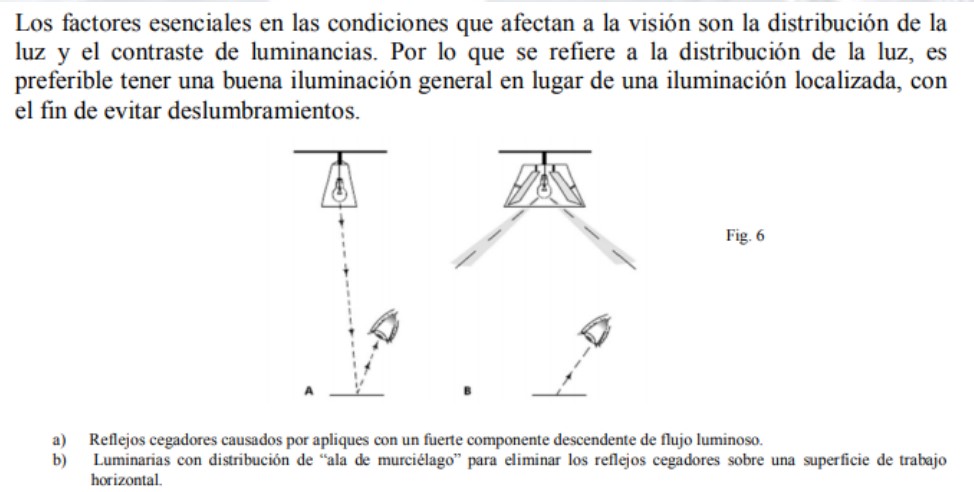 Los factores esenciales en las condiciones que afectan a la visión son la distribución de la
luz y el contraste de luminancias. Por lo que se refiere a la distribución de la luz, es
preferible tener una buena iluminación general en lugar de una iluminación localizada, con
el fin de evitar deslumbramientos.
Fig. 6
A
B
a) Reflejos cegadores causados por apliques con un fuerte componente descendente de flujo luminoso.
b) Luminarias con distribución de “ala de murciélago” para eliminar los reflejos cegadores sobre una superficie de trabajo
horizontal.